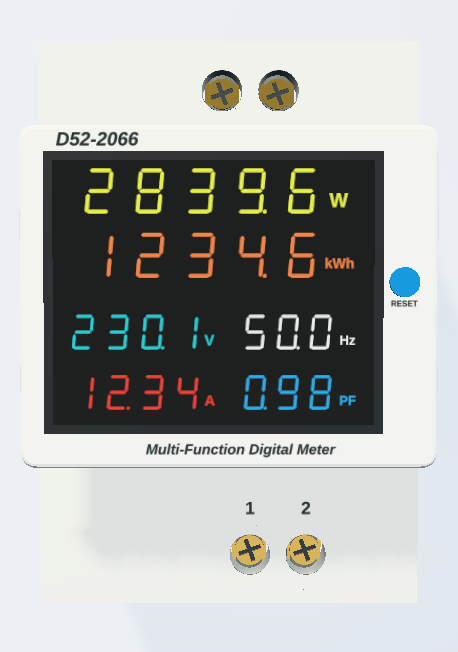 D52-2066
2839.6 W
1234.6 kWh
RESET
230.1 V 50.0 Hz
12.34 A 0.98 PF
Multi-Function Digital Meter
1 2